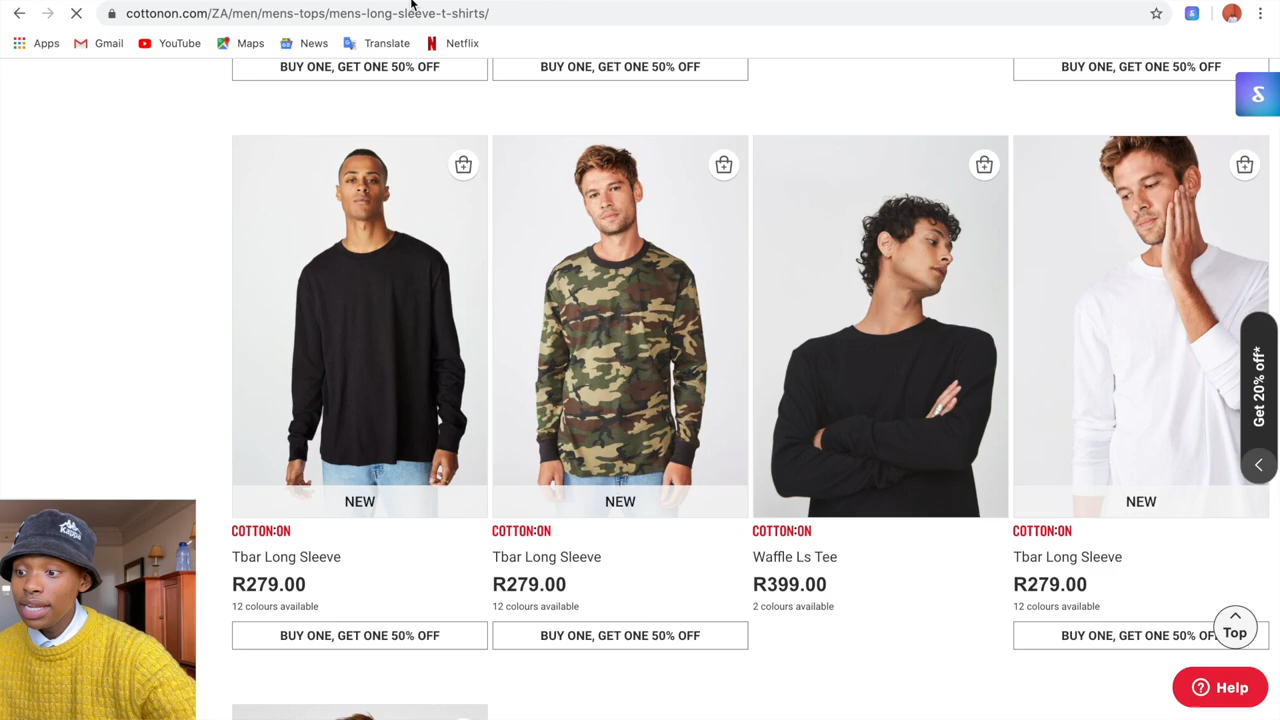 cottonon.com/ZA/men/mens-tops/mens-long-sleeve-t-shirts/
Apps Gmail YouTube Maps News Translate Netflix
BUY ONE, GET ONE 50% OFF BUY ONE, GET ONE 50% OFF BUY ONE, GET ONE 50% OFF
Get 20% off*
NEW NEW NEW
COTTON:ON COTTON:ON COTTON:ON COTTON:ON
Tbar Long Sleeve Tbar Long Sleeve Waffle Ls Tee Tbar Long Sleeve
R279.00 R279.00 R399.00 R279.00
12 colours available 12 colours available 2 colours available 12 colours available
BUY ONE, GET ONE 50% OFF BUY ONE, GET ONE 50% OFF BUY ONE, GET ONE 50% OF
Top
Help
Kappa